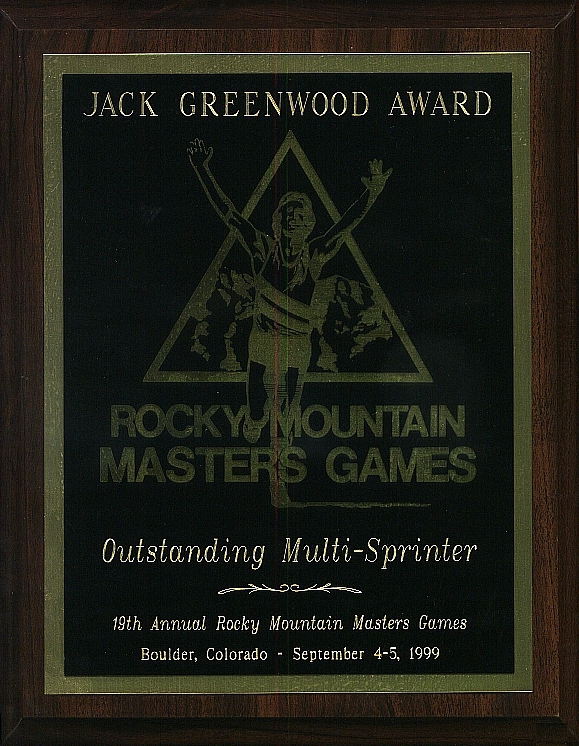 JACK GREENWOOD AWARD
ROCKY MOUNTAIN
MASTERS GAMES
Outstanding Multi-Sprinter
19th Annual Rocky Mountain Masters Games
Boulder, Colorado - September 4-5, 1999